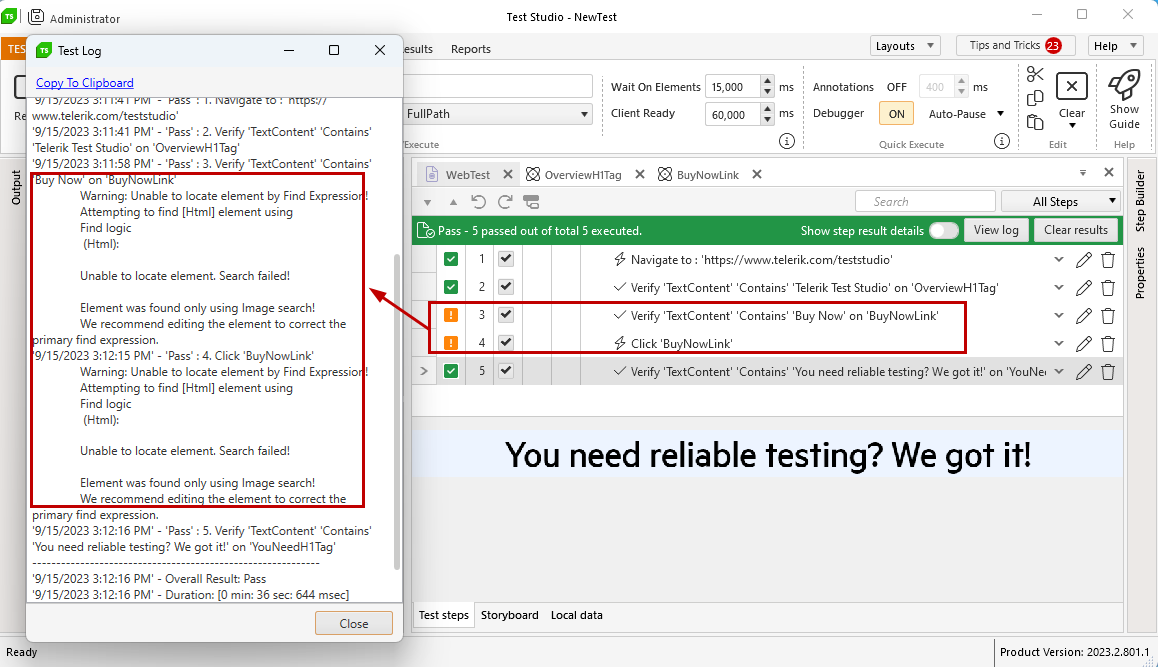 TS
Administrator
Test Studio - NewTest
TES
esults
Reports
Layouts
Tips and Tricks
23
Help
Re
FullPath
Execute
Wait On Elements
15,000
ms
Client Ready
60,000
ms
Annotations
OFF
400
ms
Debugger
ON
Auto-Pause
Quick Execute
Clear
Edit
Show
Guide
Help
TS
Test Log
Copy To Clipboard
'9/15/2023 3:11:41 PM' - 'Pass' : 1. Navigate to : 'https://
www.telerik.com/teststudio'
'9/15/2023 3:11:41 PM' - 'Pass' : 2. Verify 'TextContent' 'Contains'
'Telerik Test Studio' on 'OverviewH1Tag'
'9/15/2023 3:11:58 PM' - 'Pass' : 3. Verify 'TextContent' 'Contains'
'Buy Now' on 'BuyNowLink'
Warning: Unable to locate element by Find Expression!
Attempting to find [Html] element using
Find logic
(Html):
Unable to locate element. Search failed!
Element was found only using Image search!
We recommend editing the element to correct the
primary find expression.
'9/15/2023 3:12:15 PM' - 'Pass' : 4. Click 'BuyNowLink'
Warning: Unable to locate element by Find Expression!
Attempting to find [Html] element using
Find logic
(Html):
Unable to locate element. Search failed!
Element was found only using Image search!
We recommend editing the element to correct the
primary find expression.
'9/15/2023 3:12:16 PM' - 'Pass' : 5. Verify 'TextContent' 'Contains'
'You need reliable testing? We got it!' on 'YouNeedH1Tag'
------------------------------------------------------------
'9/15/2023 3:12:16 PM' - Overall Result: Pass
'9/15/2023 3:12:16 PM' - Duration: [0 min: 36 sec: 644 msec]
Close
Output
WebTest
OverviewH1Tag
BuyNowLink
Search
All Steps
Pass - 5 passed out of total 5 executed.
Show step result details
View log
Clear results
1
Navigate to : 'https://www.telerik.com/teststudio'
2
Verify 'TextContent' 'Contains' 'Telerik Test Studio' on 'OverviewH1Tag'
3
Verify 'TextContent' 'Contains' 'Buy Now' on 'BuyNowLink'
4
Click 'BuyNowLink'
5
Verify 'TextContent' 'Contains' 'You need reliable testing? We got it!' on 'YouNe
You need reliable testing? We got it!
Test steps
Storyboard
Local data
Step Builder
Properties
Ready
Product Version: 2023.2.801.1